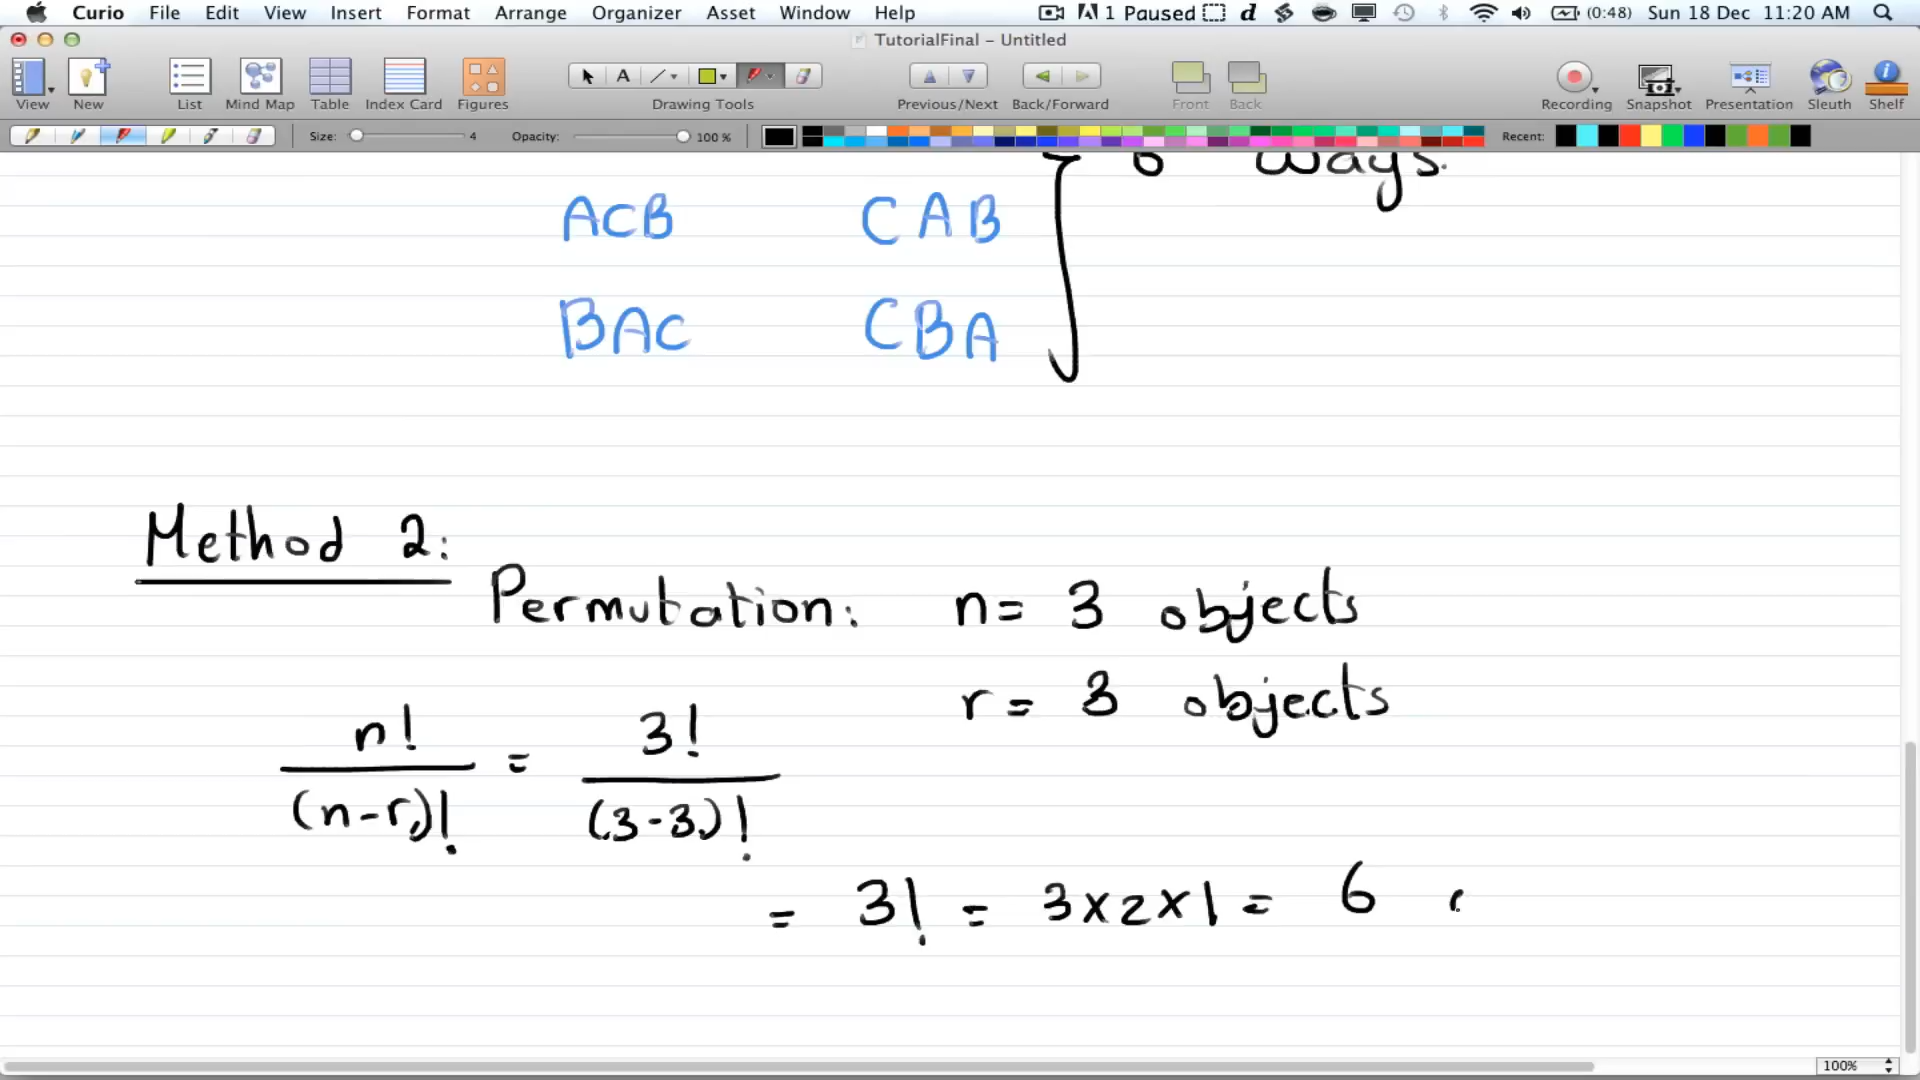 Curio File Edit View Insert Format Arrange Organizer Asset Window Help 1 Paused (0:48) Sun 18 Dec 11:20 AM
TutorialFinal – Untitled
View New List Mind Map Table Index Card Figures Drawing Tools Previous/Next Back/Forward Front Back Recording Snapshot Presentation Sleuth Shelf
Size: 4 Opacity: 100 % Recent:
6 ways.
ACB CAB
BAC CBA
Method 2:
Permutation: n = 3 objects
r = 3 objects
n! / (n-r)! = 3! / (3-3)!
= 3! = 3x2x1 = 6
100%